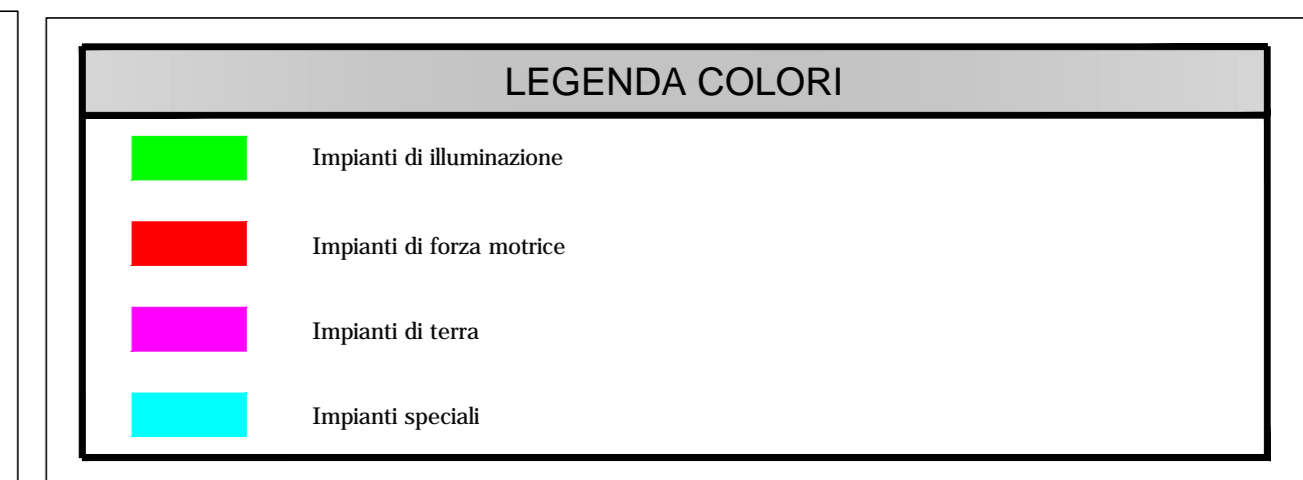 LEGENDA COLORI
Impianti di illuminazione
Impianti di forza motrice
Impianti di terra
Impianti speciali